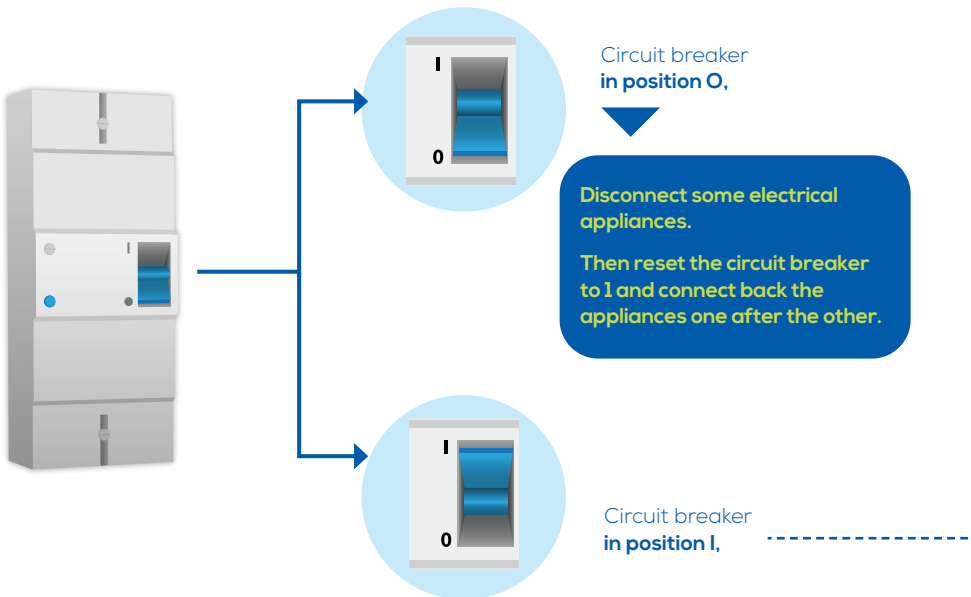 I
0
Circuit breaker
in position O,
Disconnect some electrical
appliances.
Then reset the circuit breaker
to 1 and connect back the
appliances one after the other.
I
I
0
Circuit breaker
in position I,